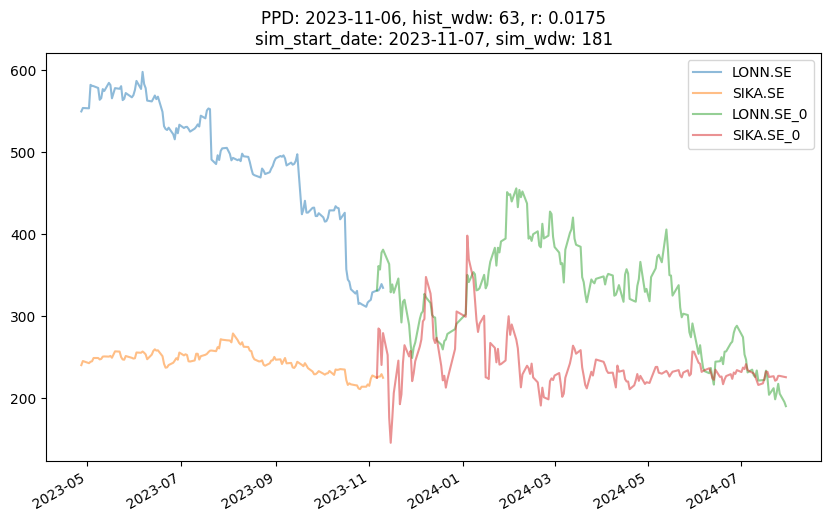 PPD: 2023-11-06, hist_wdw: 63, r: 0.0175
sim_start_date: 2023-11-07, sim_wdw: 181
LONN.SE
SIKA.SE
LONN.SE_0
SIKA.SE_0
600
500
400
300
200
2023-05
2023-07
2023-09
2023-11
2024-01
2024-03
2024-05
2024-07